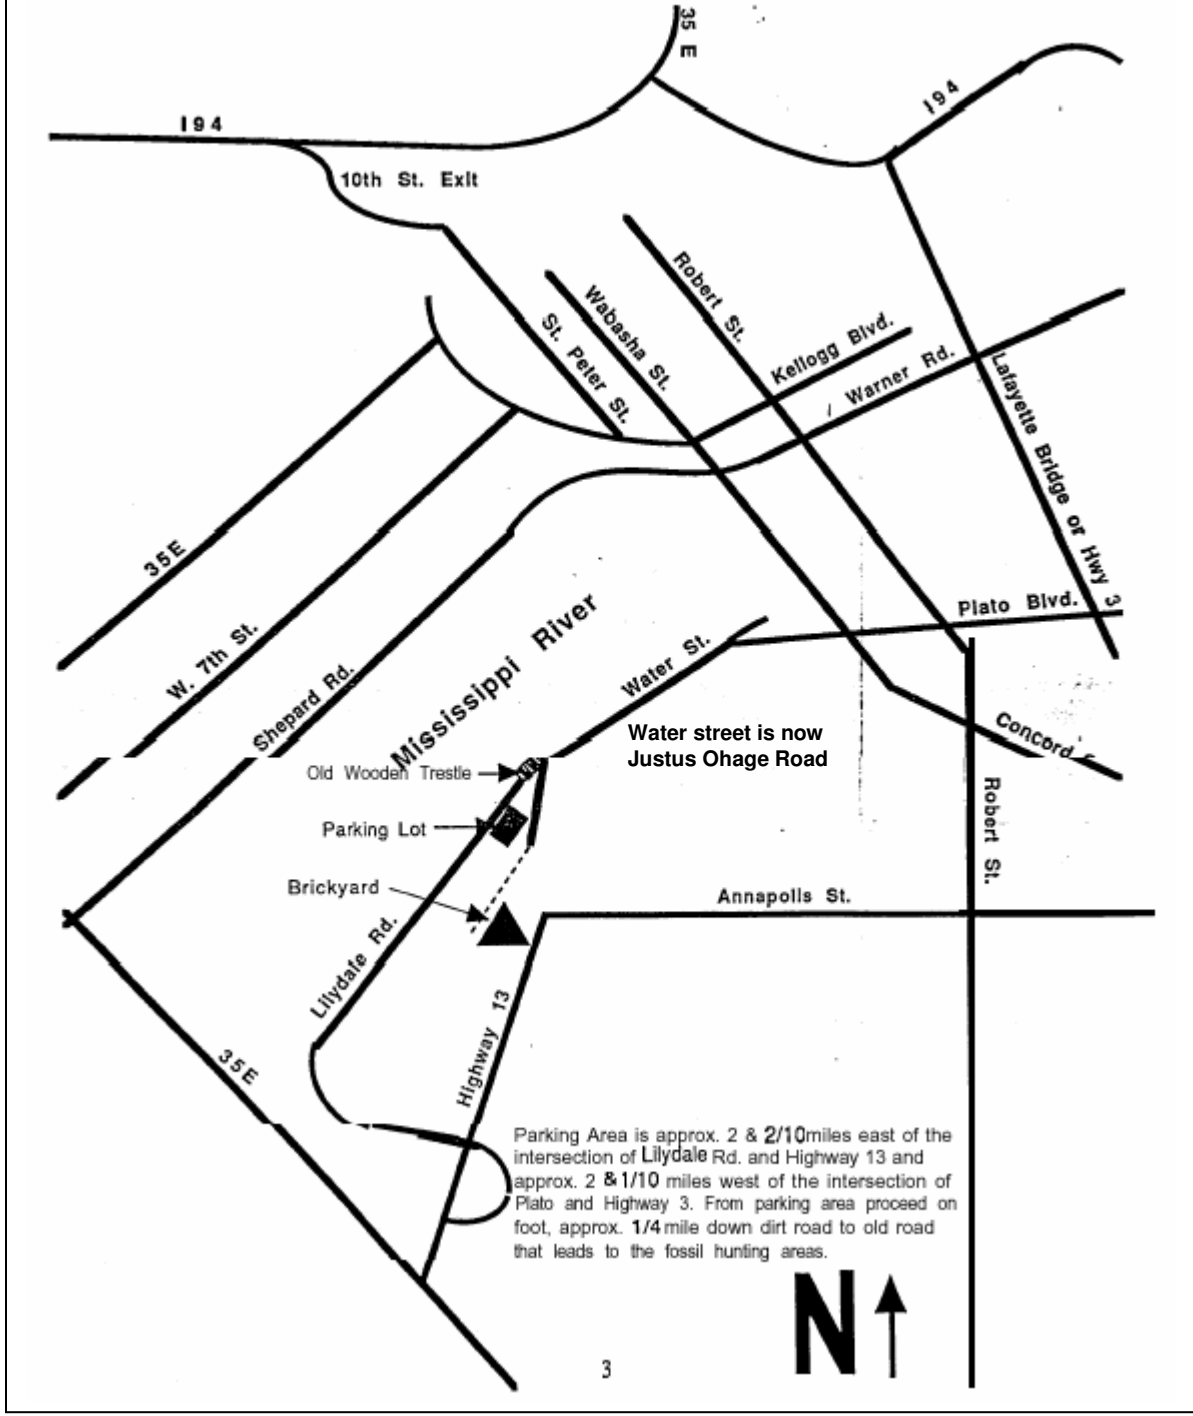 35 E
I94
I94
10th St. Exit
Robert St.
Wabasha St.
St. Peter St.
Kellogg Blvd.
Warner Rd.
Lafayette Bridge or Hwy 3
35E
W. 7th St.
Shepard Rd.
Mississippi River
Plato Blvd.
Water St.
Concord
Water street is now
Justus Ohage Road
Old Wooden Trestle
Parking Lot
Robert St.
Brickyard
Annapolis St.
Lilydale Rd.
Highway 13
35E
Parking Area is approx. 2 & 2/10miles east of the
intersection of Lilydale Rd. and Highway 13 and
approx. 2 &1/10 miles west of the intersection of
Plato and Highway 3. From parking area proceed on
foot, approx. 1/4 mile down dirt road to old road
that leads to the fossil hunting areas.
N
3